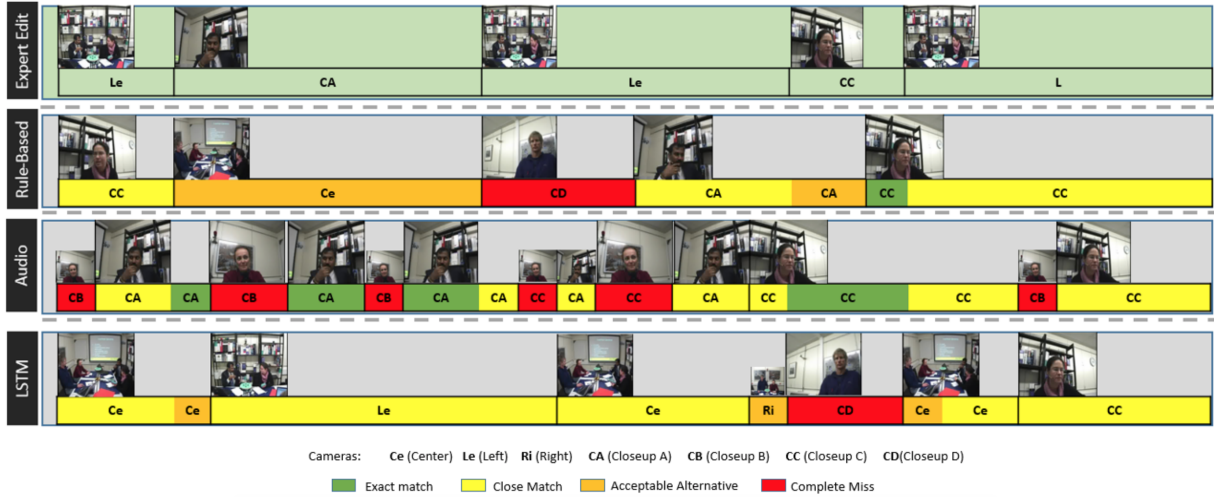 Expert Edit
Le CA Le CC L
Rule-Based
CC Ce CD CA CA CC CC
Audio
CB CA CA CB CA CB CA CA CC CA CC CA CC CC CC CB CC
LSTM
Ce Ce Le Ce Ri CD Ce Ce CC
Cameras: Ce (Center) Le (Left) Ri (Right) CA (Closeup A) CB (Closeup B) CC (Closeup C) CD(Closeup D)
Exact match Close Match Acceptable Alternative Complete Miss